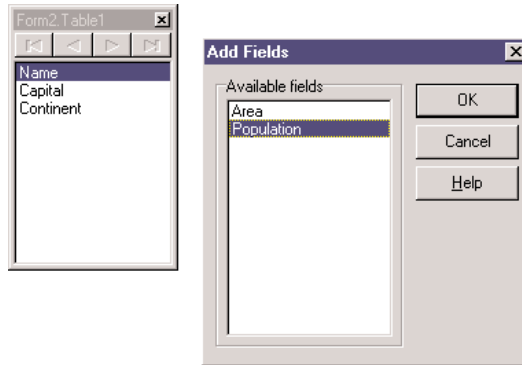 Form2.Table1
Name
Capital
Continent
Add Fields
Available fields
Area
Population
OK
Cancel
Help